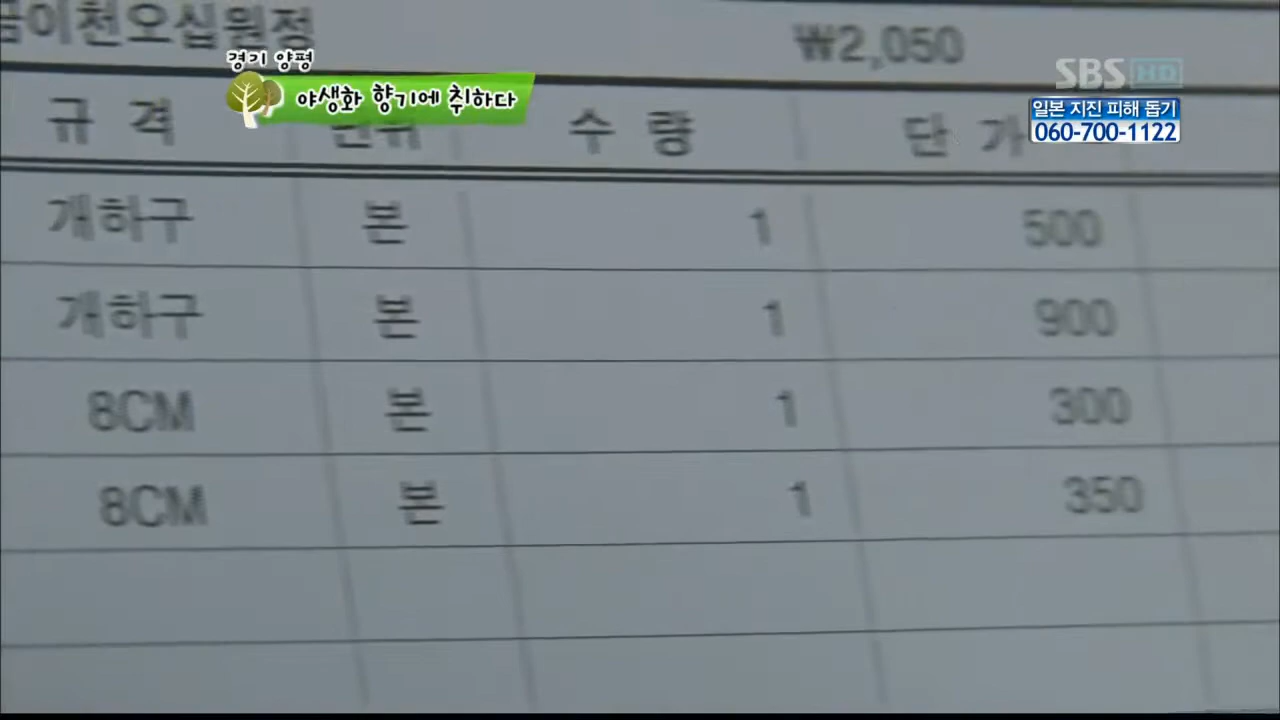 금이천오십원정 ₩2,050
경기 양평
야생화 향기에 취하다
SBS HD
일본 지진 피해 돕기
060-700-1122
규 격 단위 수 량 단 가
개하구 본 1 500
개하구 본 1 900
8CM 본 1 300
8CM 본 1 350